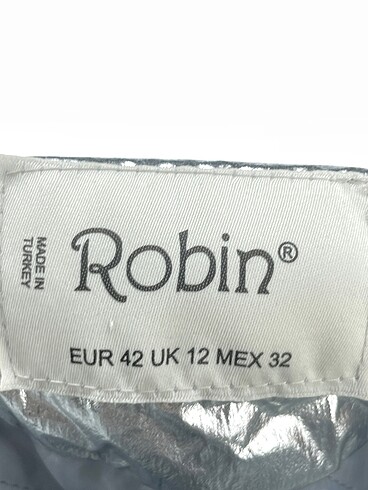 MADE IN
TURKEY
Robin®
EUR 42 UK 12 MEX 32